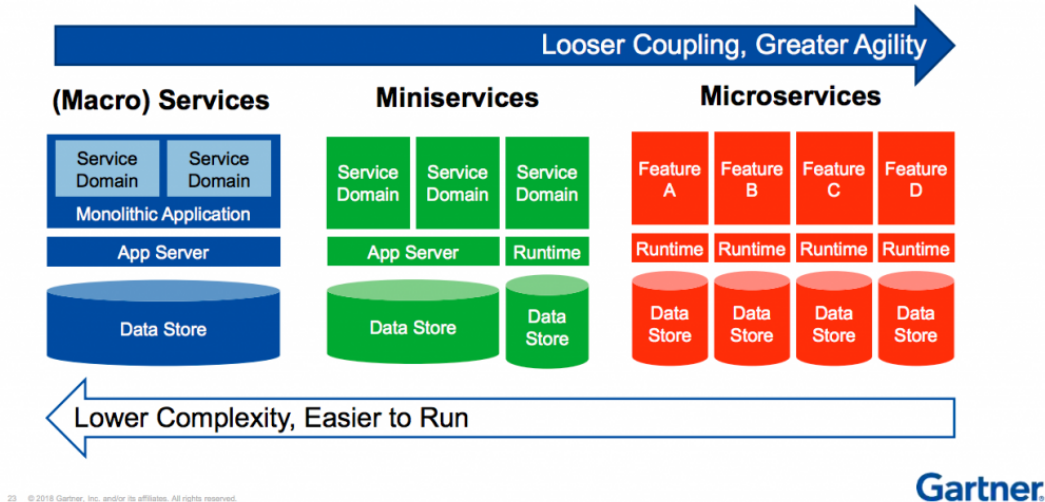 Looser Coupling, Greater Agility
(Macro) Services
Miniservices
Microservices
Service
Domain
Service
Domain
Monolithic Application
App Server
Data Store
Service
Domain
Service
Domain
Service
Domain
App Server
Runtime
Data Store
Data
Store
Feature
A
Feature
B
Feature
C
Feature
D
Runtime
Runtime
Runtime
Runtime
Data
Store
Data
Store
Data
Store
Data
Store
Lower Complexity, Easier to Run
23 © 2018 Gartner, Inc. and/or its affiliates. All rights reserved.
Gartner.